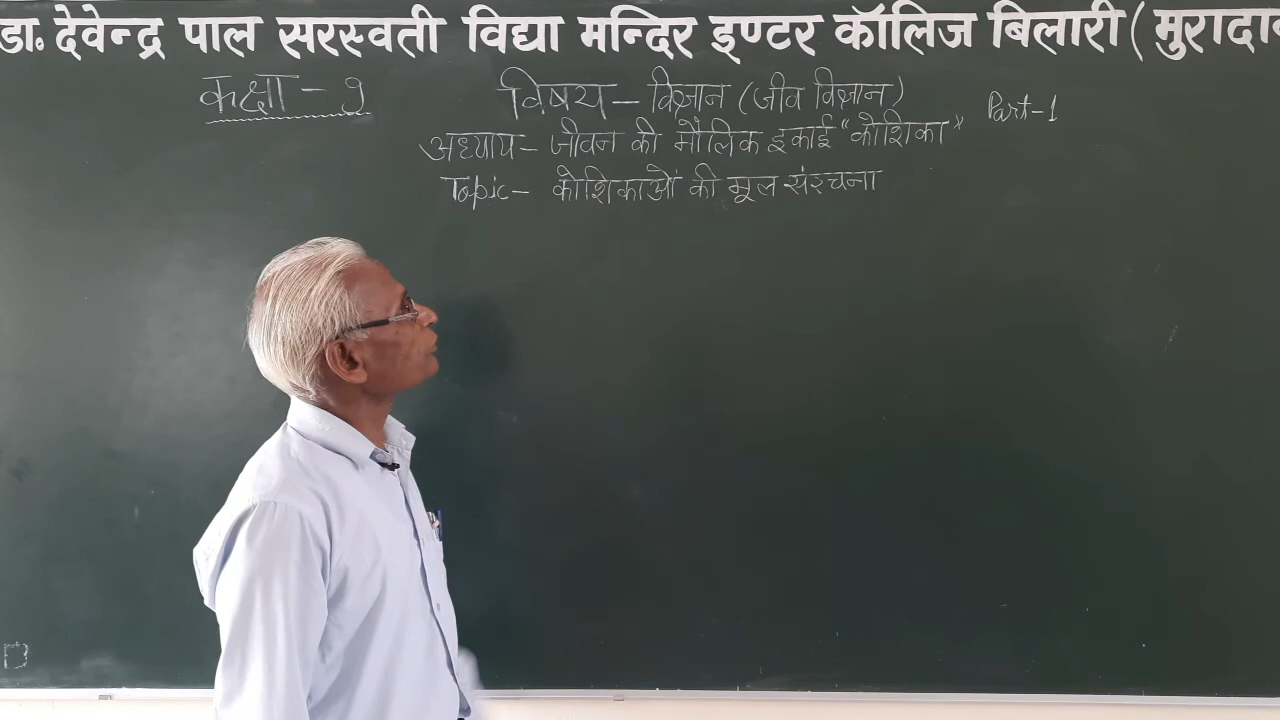 डा. देवेन्द्र पाल सरस्वती विद्या मन्दिर इण्टर कॉलिज बिलारी ( मुरादाब
कक्षा - 9 विषय - विज्ञान (जीव विज्ञान) Part-1
अध्याय - जीवन की मौलिक इकाई "कोशिका"
Topic - कोशिकाओं की मूल संरचना